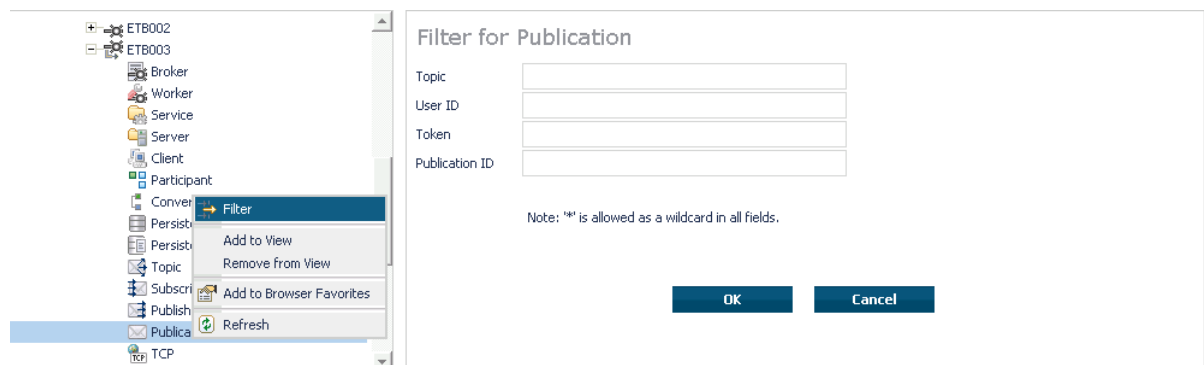 ETB002
ETB003
Broker
Worker
Service
Server
Client
Participant
Conver
Persist
Persist
Topic
Subscri
Publish
Publica
TCP
TCP
Filter
Add to View
Remove from View
Add to Browser Favorites
Refresh
Filter for Publication
Topic
User ID
Token
Publication ID
Note: '*' is allowed as a wildcard in all fields.
OK
Cancel